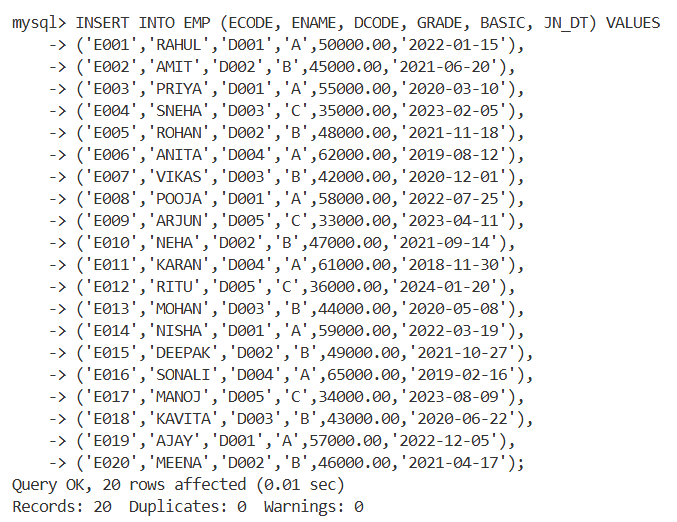 mysql> INSERT INTO EMP (ECODE, ENAME, DCODE, GRADE, BASIC, JN_DT) VALUES
    -> ('E001','RAHUL','D001','A',50000.00,'2022-01-15'),
    -> ('E002','AMIT','D002','B',45000.00,'2021-06-20'),
    -> ('E003','PRIYA','D001','A',55000.00,'2020-03-10'),
    -> ('E004','SNEHA','D003','C',35000.00,'2023-02-05'),
    -> ('E005','ROHAN','D002','B',48000.00,'2021-11-18'),
    -> ('E006','ANITA','D004','A',62000.00,'2019-08-12'),
    -> ('E007','VIKAS','D003','B',42000.00,'2020-12-01'),
    -> ('E008','POOJA','D001','A',58000.00,'2022-07-25'),
    -> ('E009','ARJUN','D005','C',33000.00,'2023-04-11'),
    -> ('E010','NEHA','D002','B',47000.00,'2021-09-14'),
    -> ('E011','KARAN','D004','A',61000.00,'2018-11-30'),
    -> ('E012','RITU','D005','C',36000.00,'2024-01-20'),
    -> ('E013','MOHAN','D003','B',44000.00,'2020-05-08'),
    -> ('E014','NISHA','D001','A',59000.00,'2022-03-19'),
    -> ('E015','DEEPAK','D002','B',49000.00,'2021-10-27'),
    -> ('E016','SONALI','D004','A',65000.00,'2019-02-16'),
    -> ('E017','MANOJ','D005','C',34000.00,'2023-08-09'),
    -> ('E018','KAVITA','D003','B',43000.00,'2020-06-22'),
    -> ('E019','AJAY','D001','A',57000.00,'2022-12-05'),
    -> ('E020','MEENA','D002','B',46000.00,'2021-04-17');
Query OK, 20 rows affected (0.01 sec)
Records: 20  Duplicates: 0  Warnings: 0